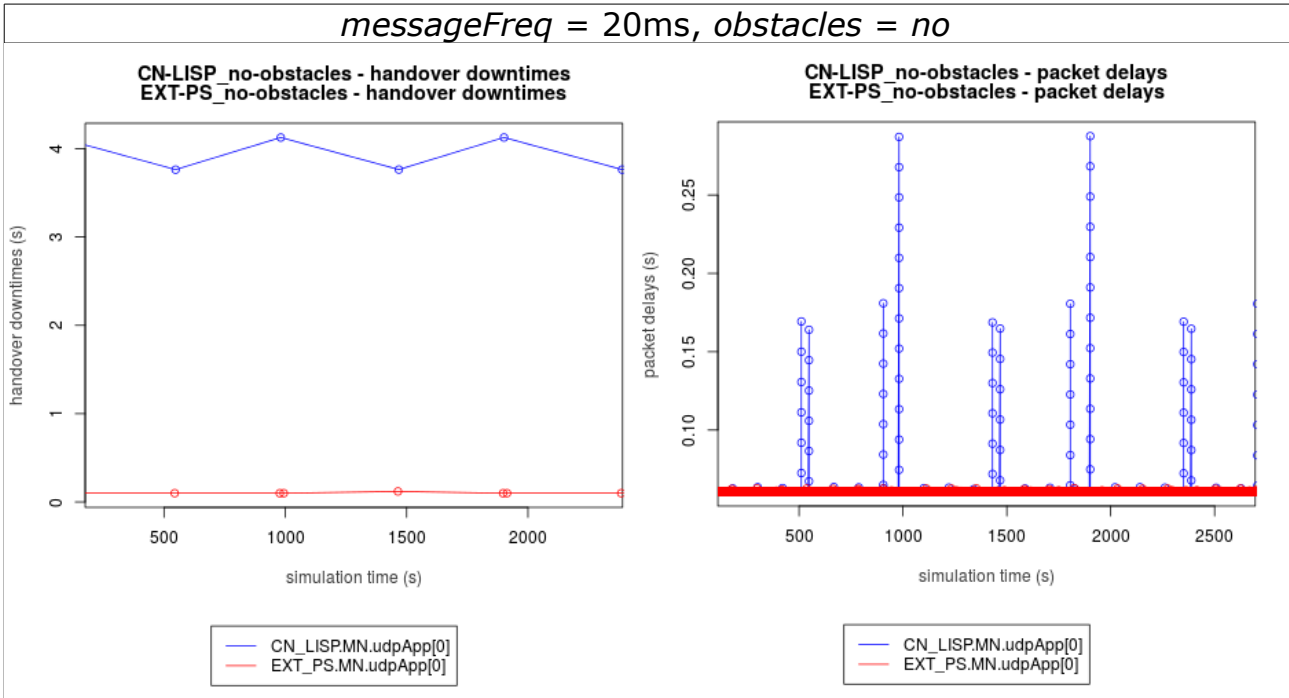 messageFreq = 20ms, obstacles = no
CN-LISP_no-obstacles - handover downtimes
EXT-PS_no-obstacles - handover downtimes
handover downtimes (s)
4
3
2
1
0
500
1000
1500
2000
simulation time (s)
CN_LISP.MN.udpApp[0]
EXT_PS.MN.udpApp[0]
CN-LISP_no-obstacles - packet delays
EXT-PS_no-obstacles - packet delays
packet delays (s)
0.25
0.20
0.15
0.10
500
1000
1500
2000
2500
simulation time (s)
CN_LISP.MN.udpApp[0]
EXT_PS.MN.udpApp[0]